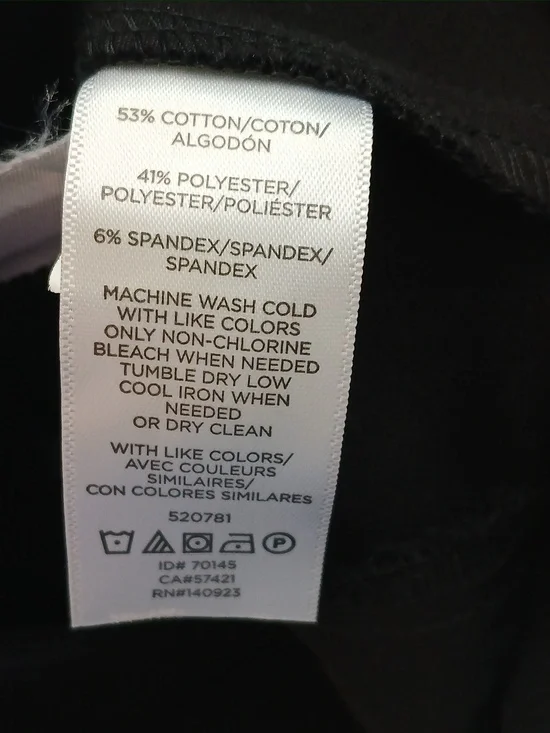 53% COTTON/COTON/
ALGODÓN
41% POLYESTER/
POLYESTER/POLIÉSTER
6% SPANDEX/SPANDEX/
SPANDEX
MACHINE WASH COLD
WITH LIKE COLORS
ONLY NON-CHLORINE
BLEACH WHEN NEEDED
TUMBLE DRY LOW
COOL IRON WHEN
NEEDED
OR DRY CLEAN
WITH LIKE COLORS/
AVEC COULEURS
SIMILAIRES/
CON COLORES SIMILARES
520781
P
ID# 70145
CA#57421
RN#140923